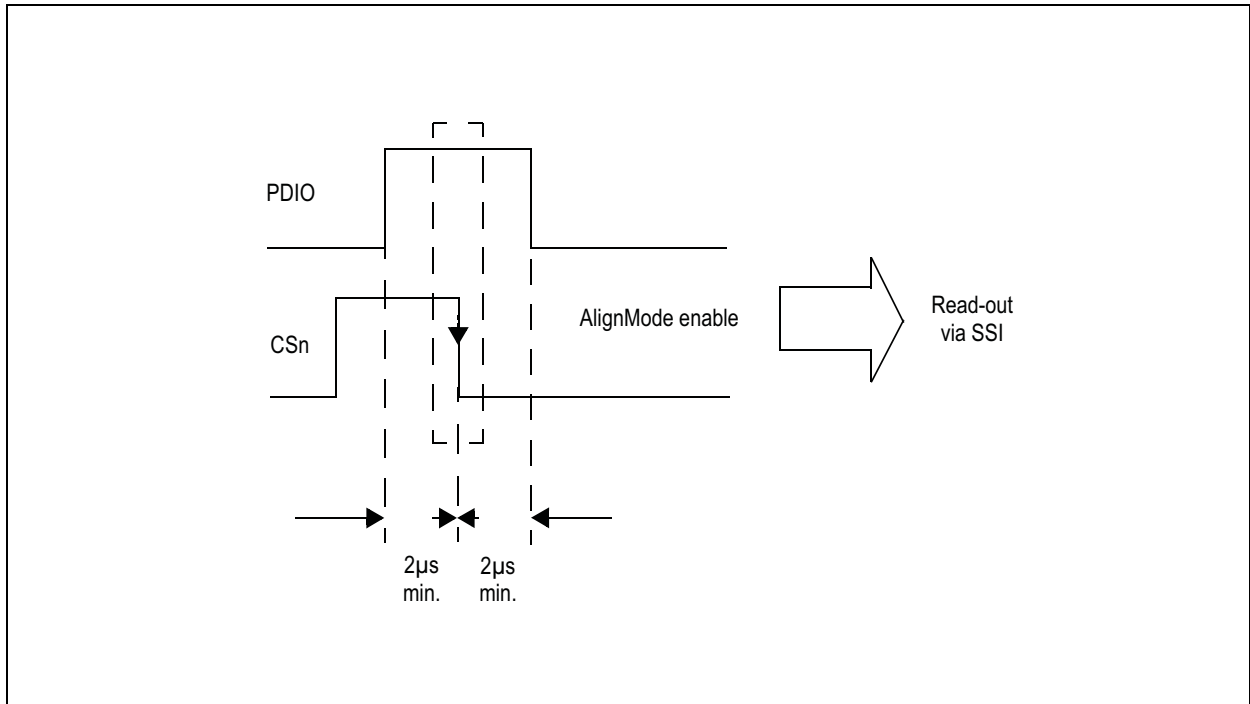 PDIO
CSn
AlignMode enable
Read-out
via SSI
2µs
min.
2µs
min.